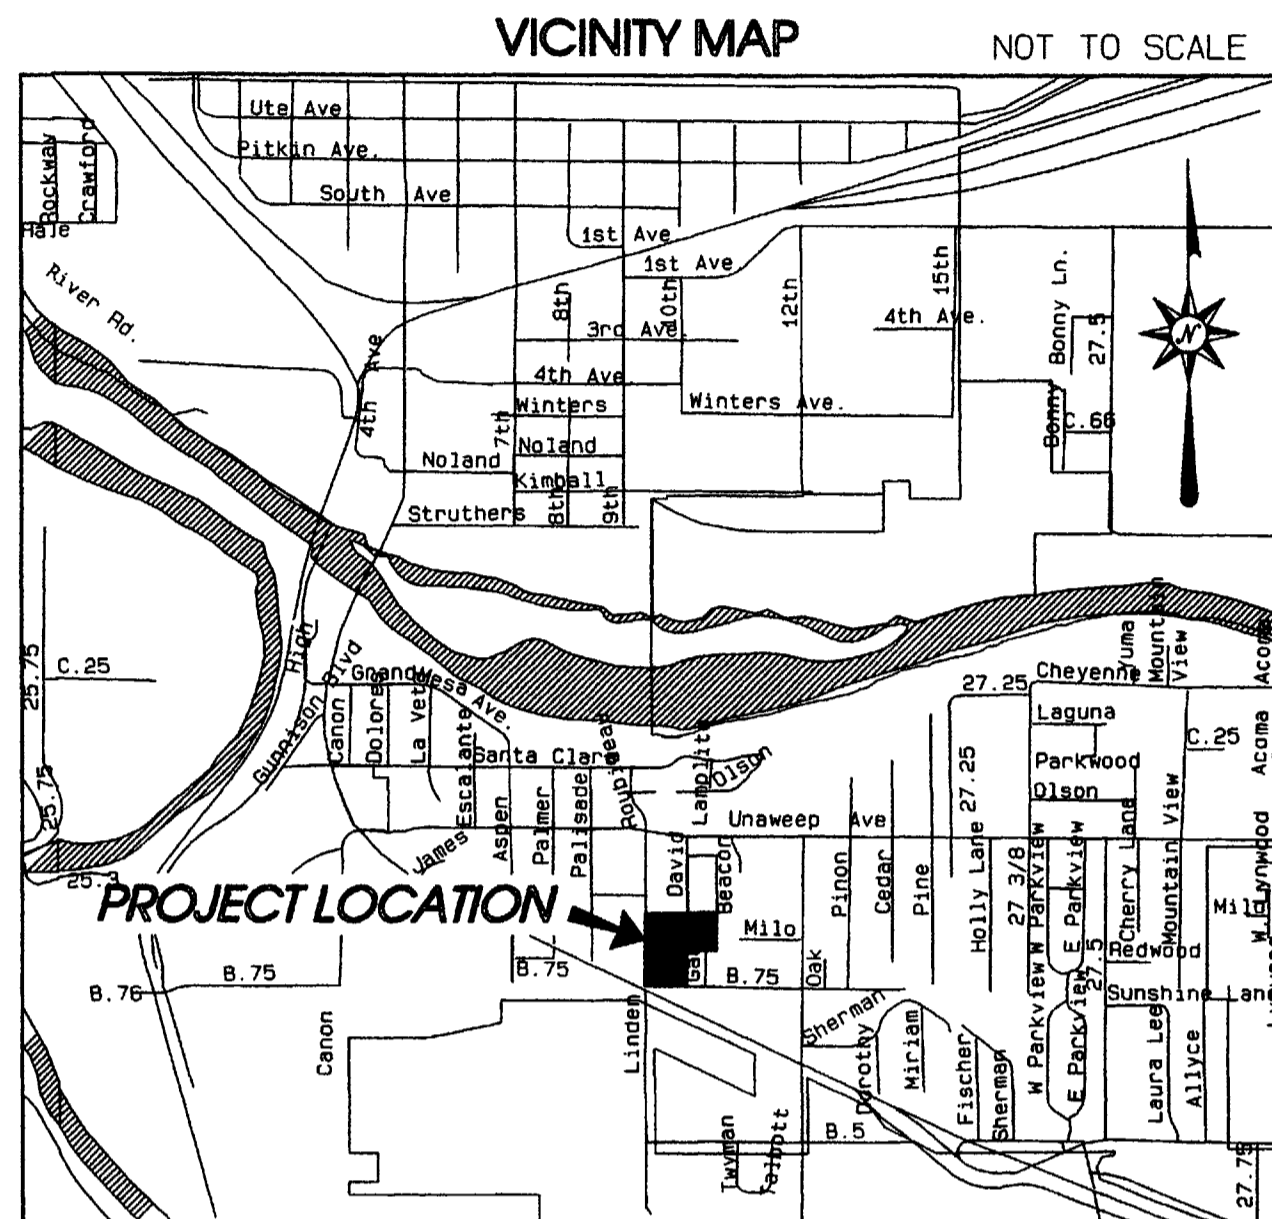 VICINITY MAP
NOT TO SCALE
Ute Ave
Pitkin Ave.
South Ave
Rockway
Crawford
Hale
River Rd.
1st Ave
1st Ave
8th
10th
12th
15th
3rd Ave.
4th Ave.
4th Ave
4th Ave
Bonny Ln.
27.5
Bonny
C.66
N
Winters
Winters Ave.
7th
Noland
Noland
Kimball
Struthers
8th
9th
High
Gunnison Blvd
25.75
C.25
25.75
25.3
Grand Mesa Ave.
Canon
Dolores
La Veta
Escalante
Santa Clara
Roubideau
Lamplite
Olson
Aspen
Palmer
Palisade
James
Unaweep Ave
David
Beacon
27.25
27.25
Cheyenne
Yuma
Mountain
View
Acoma
Laguna
C.25
Acoma
Parkwood
Olson
Pinon
Cedar
Pine
Holly Lane
27 3/8
W Parkview
E Parkview
Cherry Lane
Mountain View
W. Lynwood
PROJECT LOCATION
Milo
Oak
27.5
Redwood
B.75
B.76
B.75
B.75
Sunshine Lane
Canon
Linden
Sherman
Dorothy
Miriam
Fischer
Sherman
W Parkview
E Parkview
Laura Lee
Allyce
B.5
Twyman
Talbott
27.75